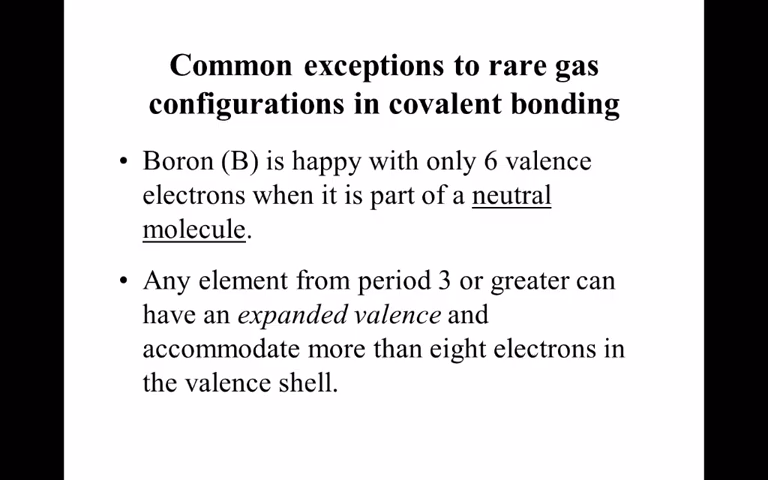 Common exceptions to rare gas
configurations in covalent bonding
• Boron (B) is happy with only 6 valence
electrons when it is part of a neutral
molecule.
• Any element from period 3 or greater can
have an expanded valence and
accommodate more than eight electrons in
the valence shell.